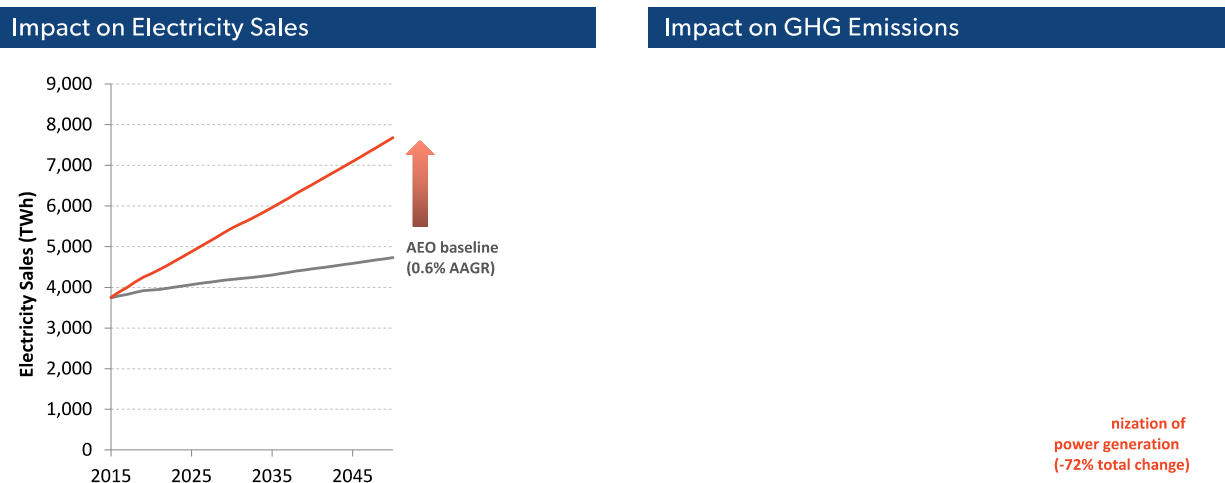 Impact on Electricity Sales
Impact on GHG Emissions
Electricity Sales (TWh)
9,000
8,000
7,000
6,000
5,000
4,000
3,000
2,000
1,000
0
2015 2025 2035 2045
AEO baseline
(0.6% AAGR)
nization of
power generation
(-72% total change)